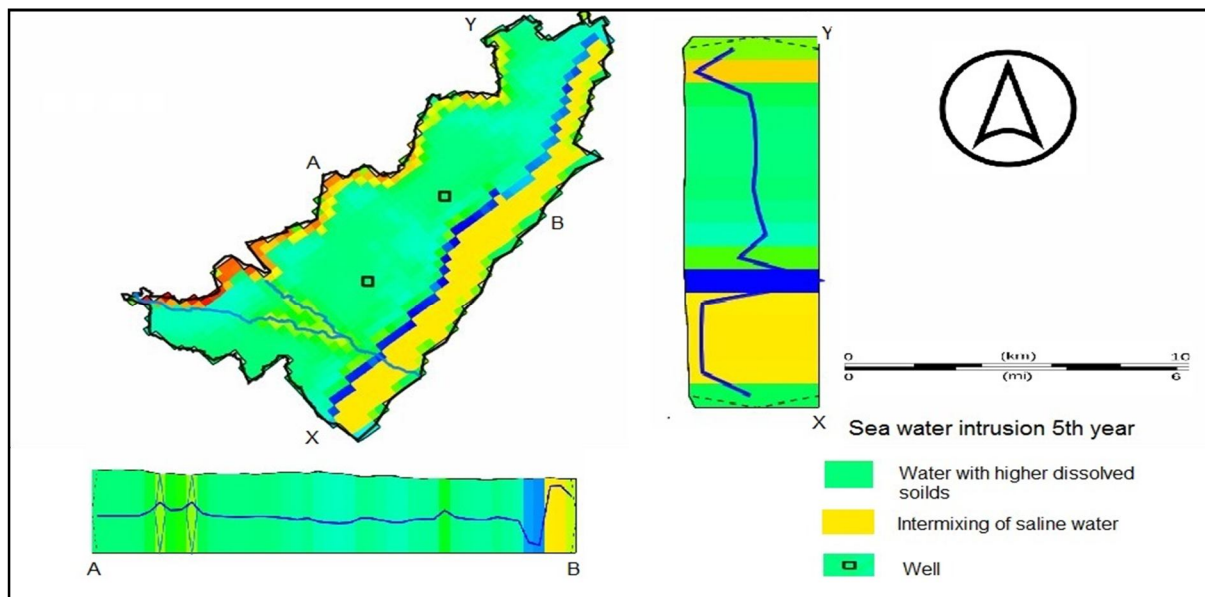 Y
A
B
X
Y
X
0 (km) 10
0 (mi) 6
Sea water intrusion 5th year
Water with higher dissolved
soilds
Intermixing of saline water
Well
A B